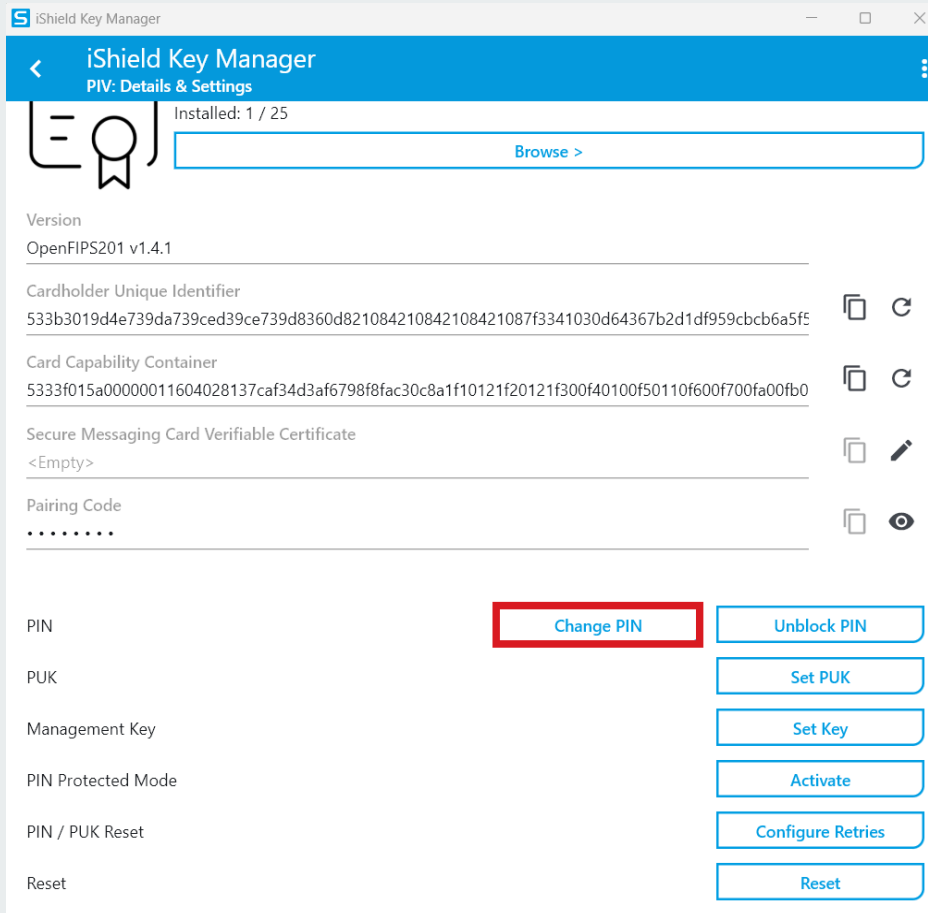 S iShield Key Manager
iShield Key Manager
PIV: Details & Settings
Installed: 1 / 25
Browse >
Version
OpenFIPS201 v1.4.1
Cardholder Unique Identifier
533b3019d4e739da739ced39ce739d8360d82108421084210842108421087f3341030d64367b2d1df959cbcb6a5f5
Card Capability Container
5333f015a00000011604028137caf34d3af6798f8fac30c8a1f10121f20121f300f40100f50110f600f700fa00fb0
Secure Messaging Card Verifiable Certificate
<Empty>
Pairing Code
••••••••
PIN Change PIN Unblock PIN
PUK Set PUK
Management Key Set Key
PIN Protected Mode Activate
PIN / PUK Reset Configure Retries
Reset Reset